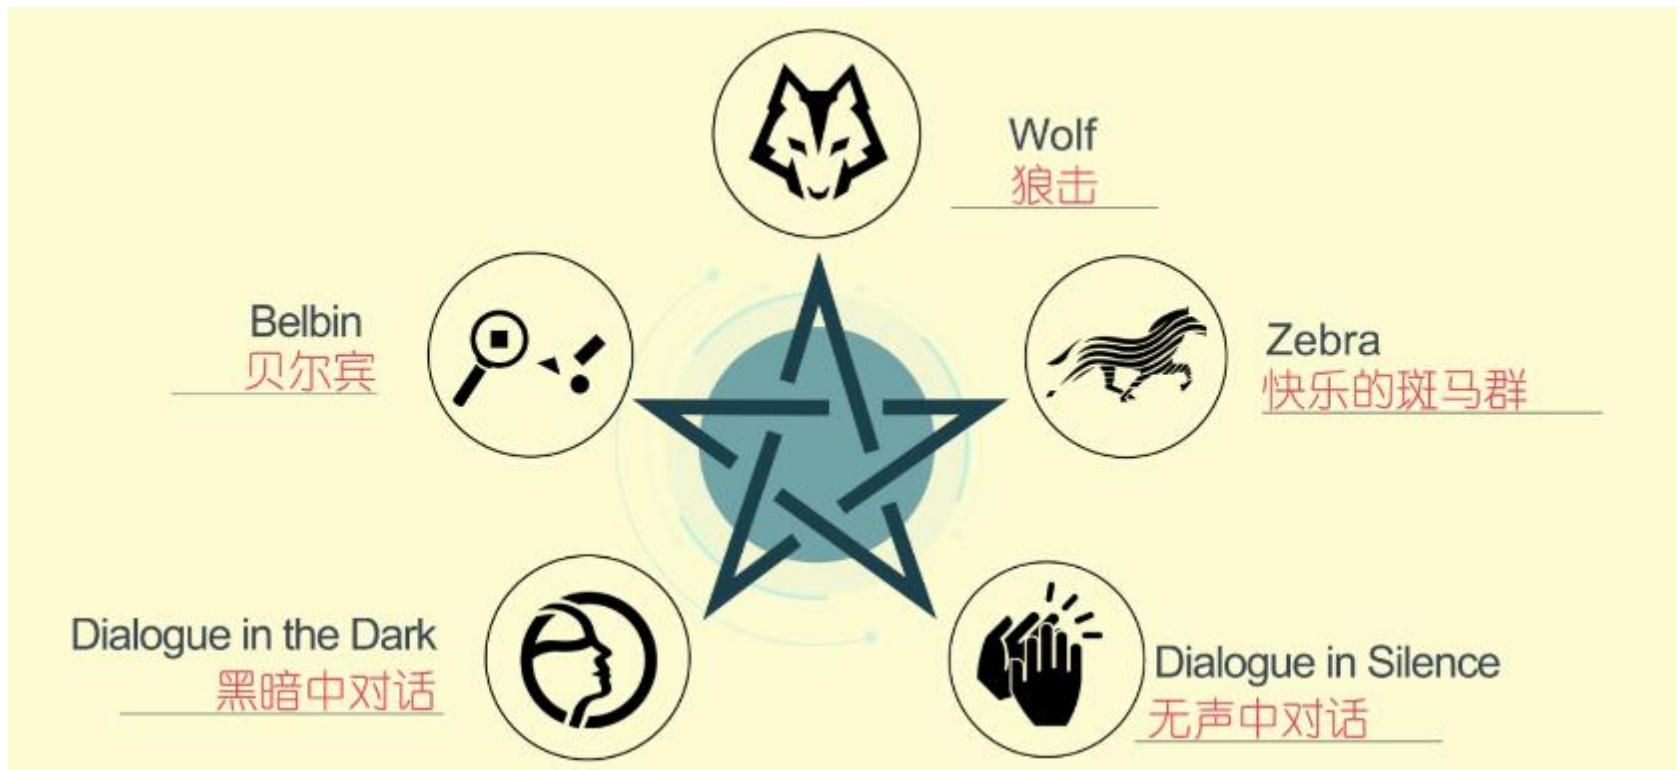 Wolf
狼击
Belbin
贝尔宾
Zebra
快乐的斑马群
Dialogue in the Dark
黑暗中对话
Dialogue in Silence
无声中对话